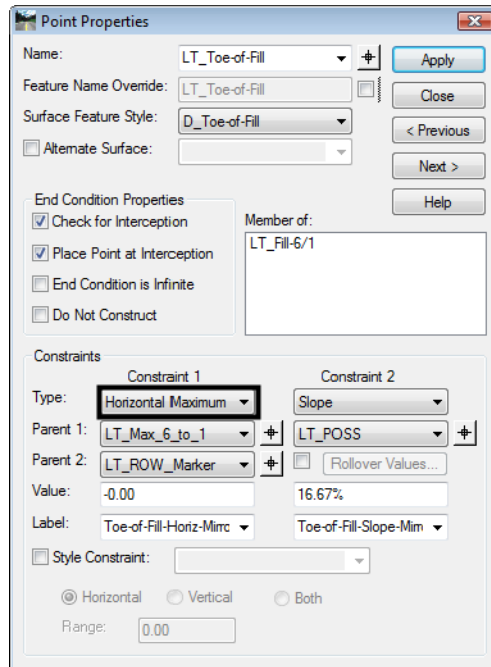 Point Properties
Name: LT_Toe-of-Fill Apply
Feature Name Override: LT_Toe-of-Fill Close
Surface Feature Style: D_Toe-of-Fill < Previous
Alternate Surface: Next >
Help
End Condition Properties
Check for Interception
Place Point at Interception
End Condition is Infinite
Do Not Construct
Member of:
LT_Fill-6/1
Constraints
Constraint 1 Constraint 2
Type: Horizontal Maximum Slope
Parent 1: LT_Max_6_to_1 LT_POSS
Parent 2: LT_ROW_Marker Rollover Values...
Value: -0.00 16.67%
Label: Toe-of-Fill-Horiz-Mirrc Toe-of-Fill-Slope-Mirr
Style Constraint:
Horizontal Vertical Both
Range: 0.00